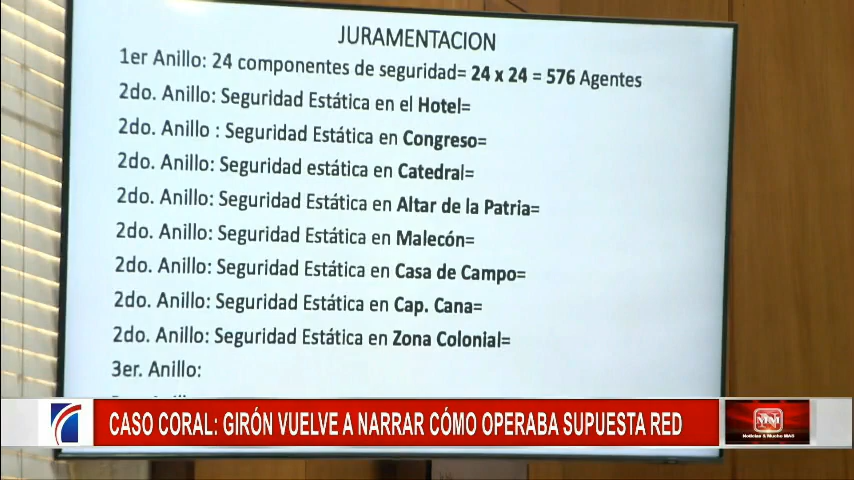 JURAMENTACION
1er Anillo: 24 componentes de seguridad= 24 x 24 = 576 Agentes
2do. Anillo: Seguridad Estática en el Hotel=
2do. Anillo : Seguridad Estática en Congreso=
2do. Anillo: Seguridad estática en Catedral=
2do. Anillo: Seguridad Estática en Altar de la Patria=
2do. Anillo: Seguridad Estática en Malecón=
2do. Anillo: Seguridad Estática en Casa de Campo=
2do. Anillo: Seguridad Estática en Cap. Cana=
2do. Anillo: Seguridad Estática en Zona Colonial=
3er. Anillo:
CASO CORAL: GIRÓN VUELVE A NARRAR CÓMO OPERABA SUPUESTA RED
Noticias & Mucho MAS